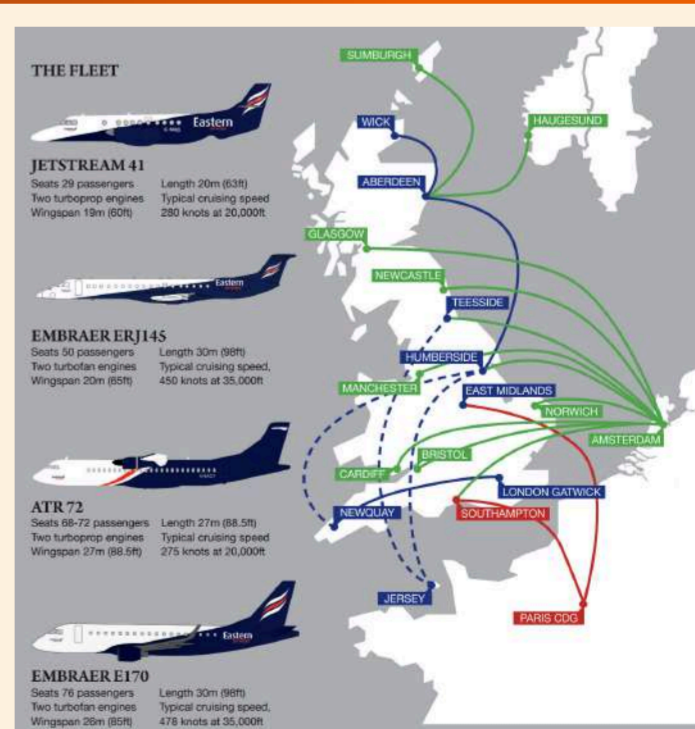 THE FLEET
Eastern
JETSTREAM 41
Seats 29 passengers Length 20m (63ft)
Two turboprop engines Typical cruising speed
Wingspan 19m (60ft) 280 knots at 20,000ft
Eastern
EMBRAER ERJ145
Seats 50 passengers Length 30m (98ft)
Two turbofan engines Typical cruising speed,
Wingspan 20m (65ft) 450 knots at 35,000ft
ATR 72
Seats 68-72 passengers Length 27m (88.5ft)
Two turboprop engines Typical cruising speed
Wingspan 27m (88.5ft) 275 knots at 20,000ft
Eastern
EMBRAER E170
Seats 76 passengers Length 30m (98ft)
Two turbofan engines Typical cruising speed,
Wingspan 26m (85ft) 478 knots at 35,000ft
SUMBURGH
WICK
HAUGESUND
ABERDEEN
GLASGOW
NEWCASTLE
TEESSIDE
HUMBERSIDE
MANCHESTER
EAST MIDLANDS
NORWICH
AMSTERDAM
BRISTOL
CARDIFF
LONDON GATWICK
NEWQUAY
SOUTHAMPTON
JERSEY
PARIS CDG